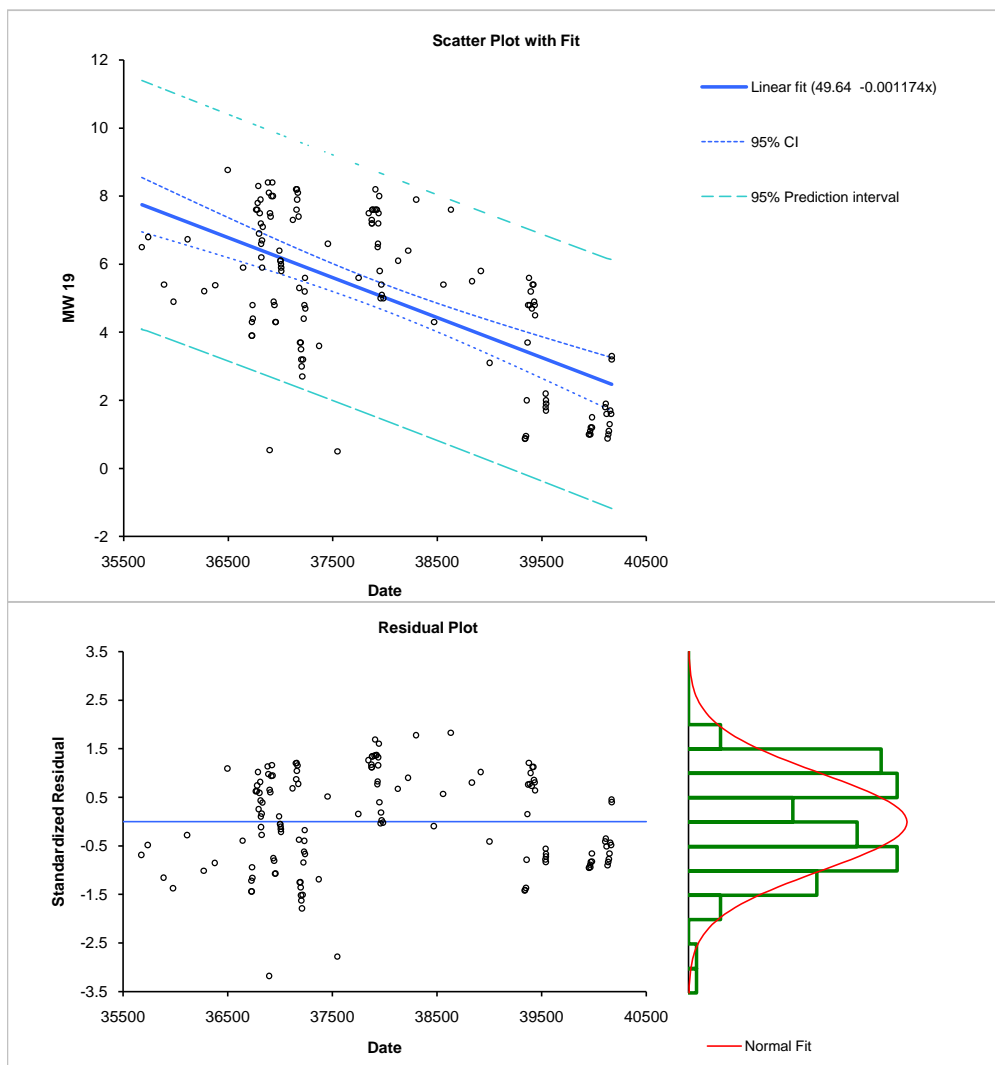 Scatter Plot with Fit
12
10
8
6
4
2
0
-2
MW 19
35500 36500 37500 38500 39500 40500
Date
Linear fit (49.64 -0.001174x)
95% CI
95% Prediction interval
Residual Plot
3.5
2.5
1.5
0.5
-0.5
-1.5
-2.5
-3.5
Standardized Residual
35500 36500 37500 38500 39500 40500
Date
Normal Fit